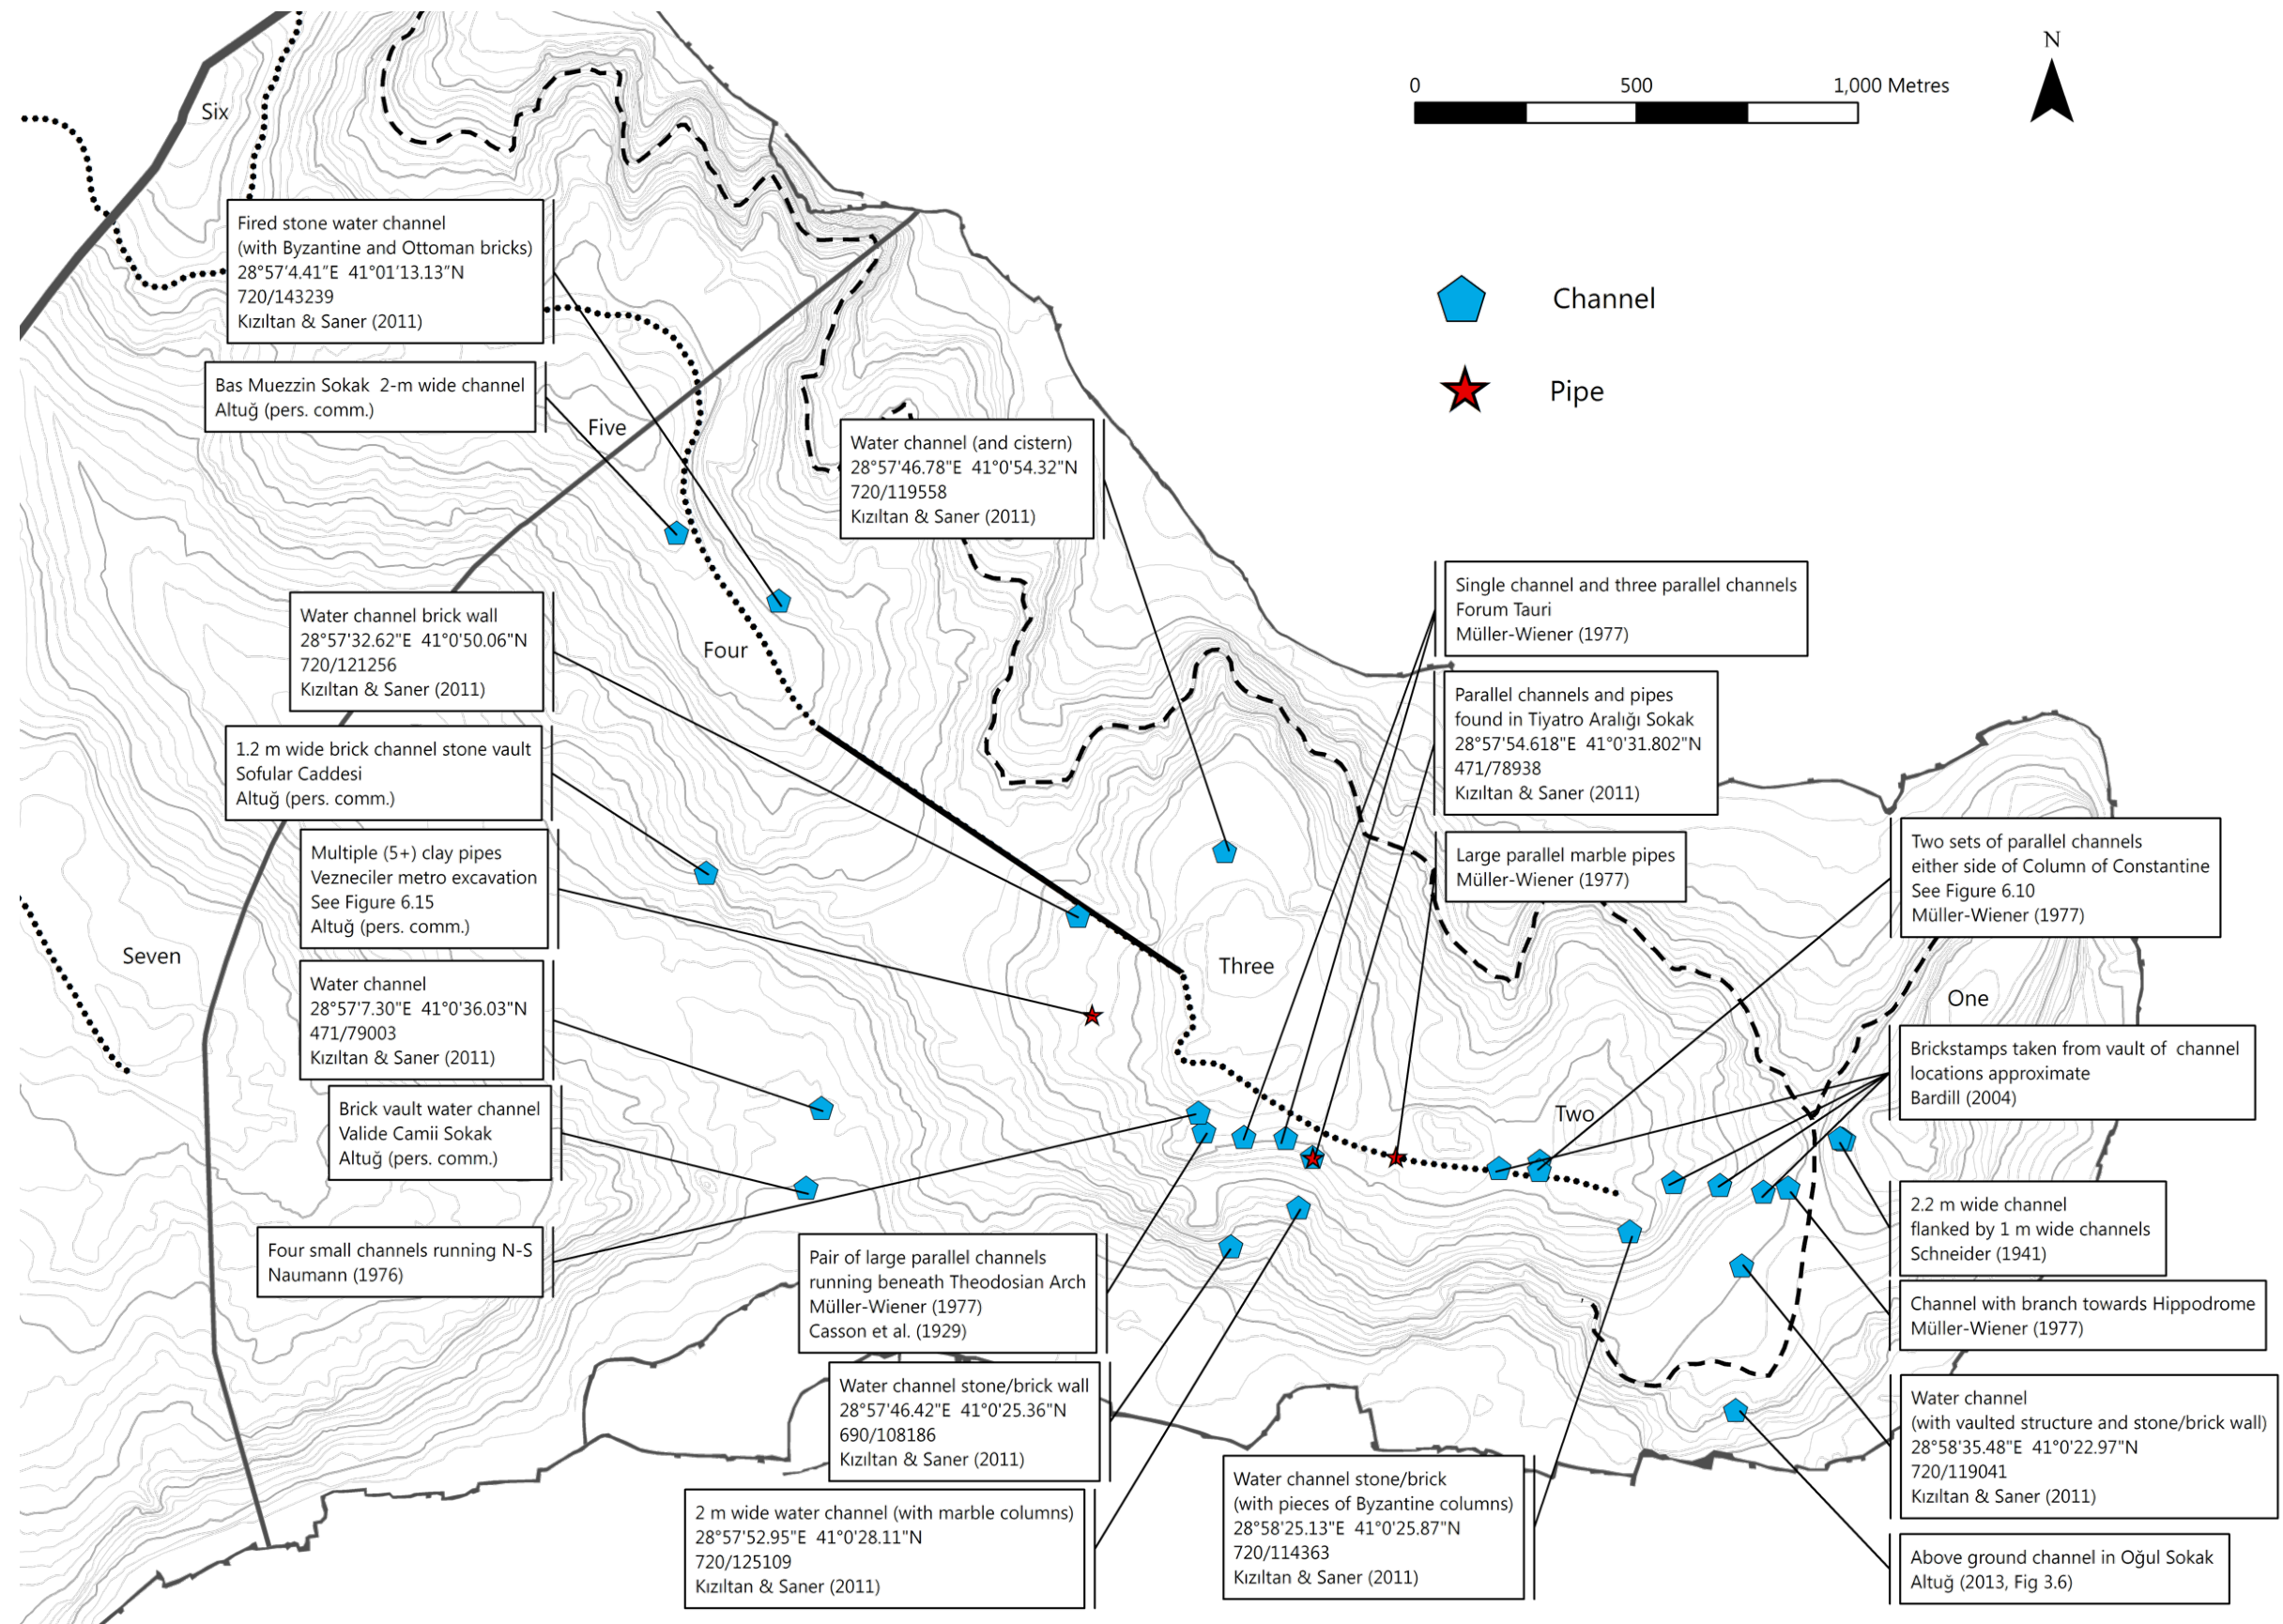 N
0 500 1,000 Metres
Channel
Pipe
Six
Fired stone water channel
(with Byzantine and Ottoman bricks)
28°57'4.41"E 41°01'13.13"N
720/143239
Kızıltan & Saner (2011)
Bas Muezzin Sokak 2-m wide channel
Altuğ (pers. comm.)
Five
Water channel (and cistern)
28°57'46.78"E 41°0'54.32"N
720/119558
Kızıltan & Saner (2011)
Water channel brick wall
28°57'32.62"E 41°0'50.06"N
720/121256
Kızıltan & Saner (2011)
Four
Single channel and three parallel channels
Forum Tauri
Müller-Wiener (1977)
Parallel channels and pipes
found in Tiyatro Aralığı Sokak
28°57'54.618"E 41°0'31.802"N
471/78938
Kızıltan & Saner (2011)
1.2 m wide brick channel stone vault
Sofular Caddesi
Altuğ (pers. comm.)
Large parallel marble pipes
Müller-Wiener (1977)
Two sets of parallel channels
either side of Column of Constantine
See Figure 6.10
Müller-Wiener (1977)
Multiple (5+) clay pipes
Vezneciler metro excavation
See Figure 6.15
Altuğ (pers. comm.)
Seven
Three
One
Water channel
28°57'7.30"E 41°0'36.03"N
471/79003
Kızıltan & Saner (2011)
Brickstamps taken from vault of channel
locations approximate
Bardill (2004)
Two
Brick vault water channel
Valide Camii Sokak
Altuğ (pers. comm.)
2.2 m wide channel
flanked by 1 m wide channels
Schneider (1941)
Four small channels running N-S
Naumann (1976)
Pair of large parallel channels
running beneath Theodosian Arch
Müller-Wiener (1977)
Casson et al. (1929)
Channel with branch towards Hippodrome
Müller-Wiener (1977)
Water channel stone/brick wall
28°57'46.42"E 41°0'25.36"N
690/108186
Kızıltan & Saner (2011)
Water channel
(with vaulted structure and stone/brick wall)
28°58'35.48"E 41°0'22.97"N
720/119041
Kızıltan & Saner (2011)
Water channel stone/brick
(with pieces of Byzantine columns)
28°58'25.13"E 41°0'25.87"N
720/114363
Kızıltan & Saner (2011)
2 m wide water channel (with marble columns)
28°57'52.95"E 41°0'28.11"N
720/125109
Kızıltan & Saner (2011)
Above ground channel in Oğul Sokak
Altuğ (2013, Fig 3.6)